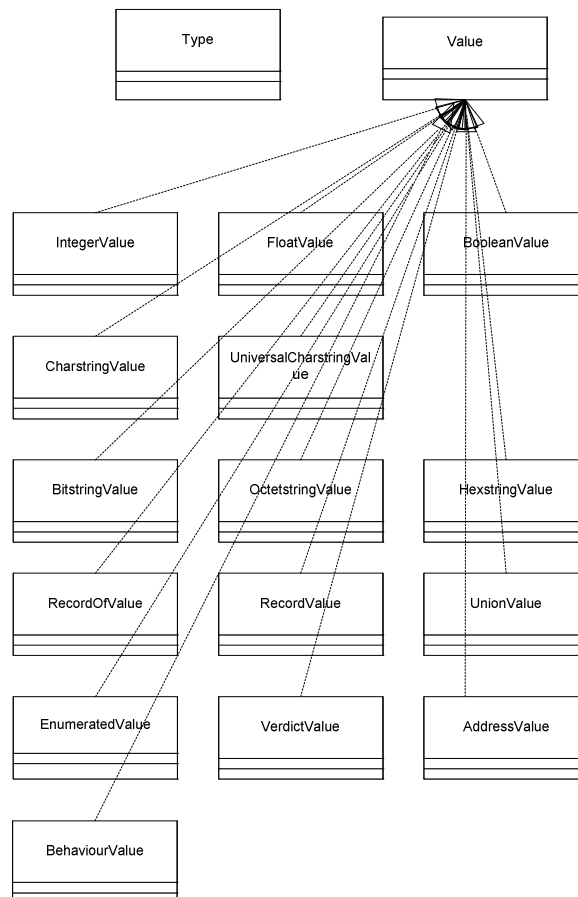 Type
Value
IntegerValue
FloatValue
BooleanValue
CharstringValue
UniversalCharstringVal
ue
BitstringValue
OctetstringValue
HexstringValue
RecordOfValue
RecordValue
UnionValue
EnumeratedValue
VerdictValue
AddressValue
BehaviourValue